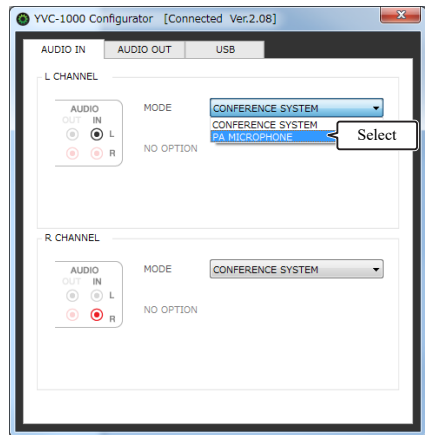 YVC-1000 Configurator [Connected Ver.2.08]
x
AUDIO IN AUDIO OUT USB
L CHANNEL
AUDIO
OUT IN
L
R
MODE
CONFERENCE SYSTEM
CONFERENCE SYSTEM
PA MICROPHONE
Select
NO OPTION
R CHANNEL
AUDIO
OUT IN
L
R
MODE
CONFERENCE SYSTEM
NO OPTION